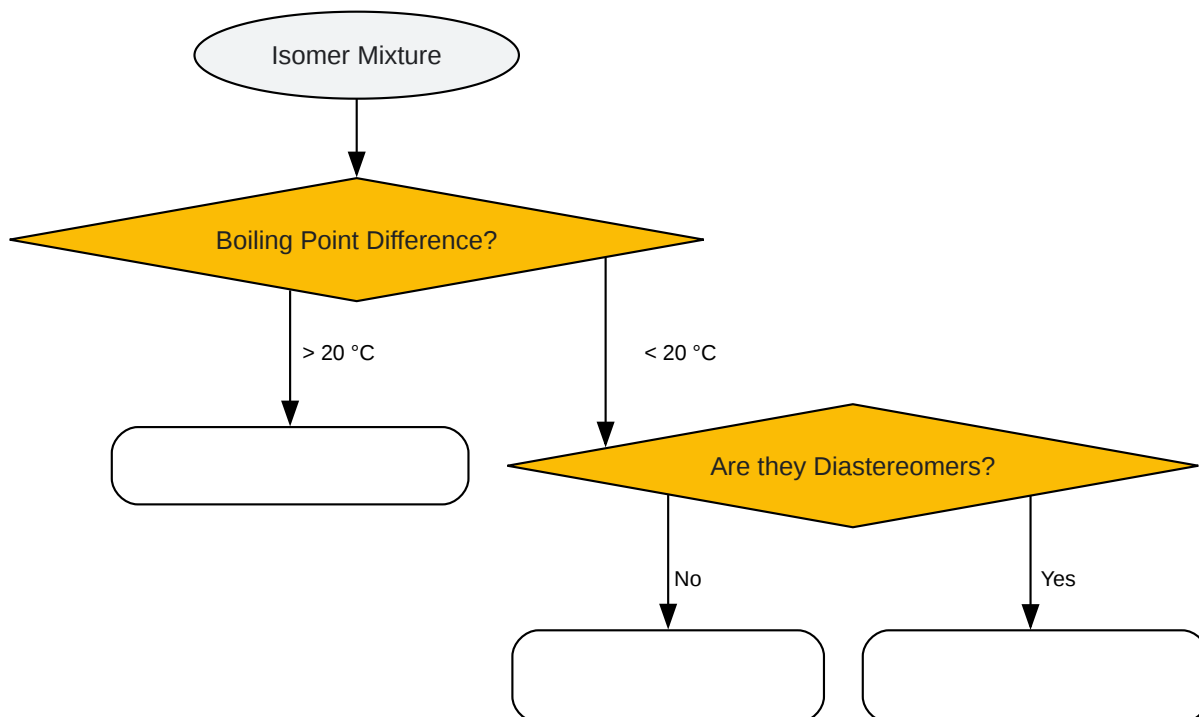 Isomer Mixture
Boiling Point Difference?
> 20 °C
< 20 °C
Are they Diastereomers?
No
Yes